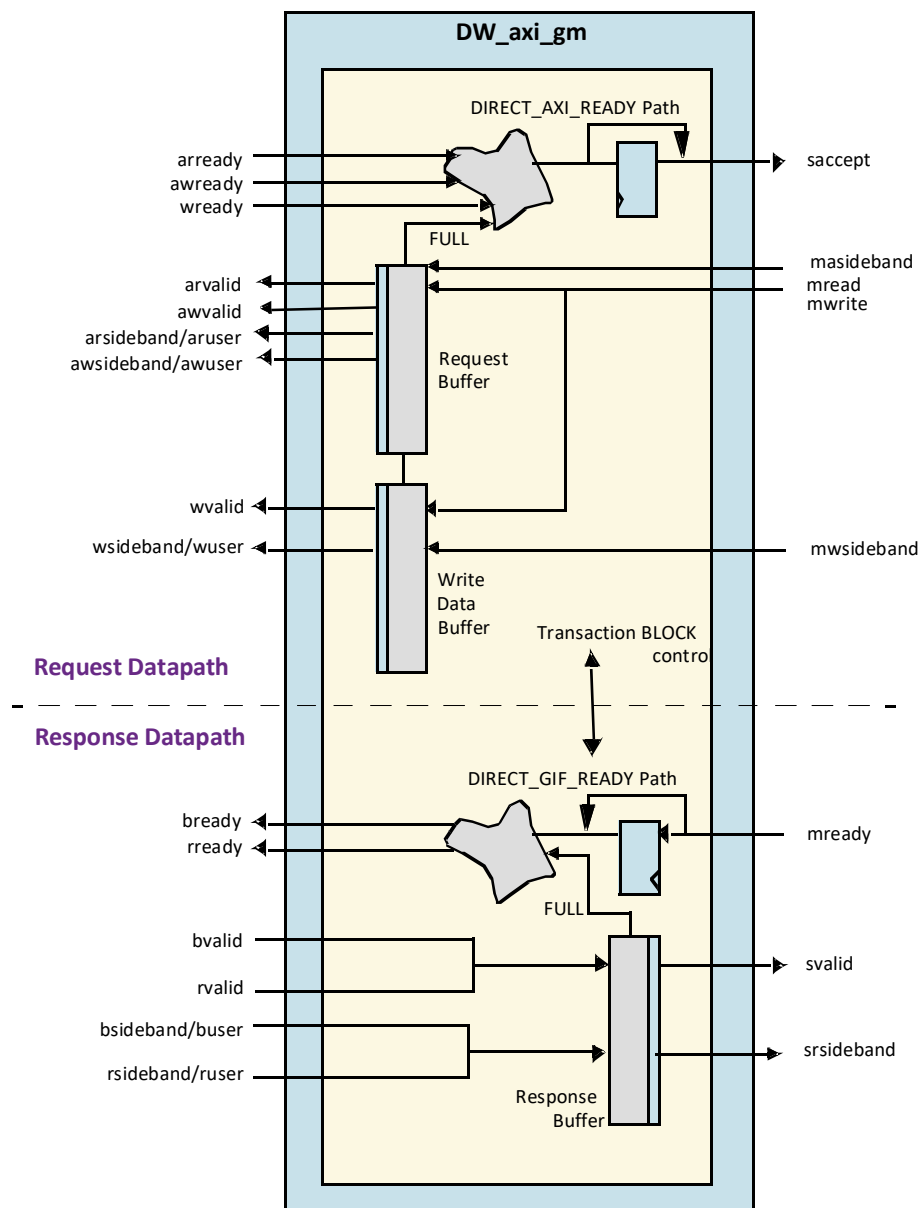 DW_axi_gm
DIRECT_AXI_READY Path
arready
awready
wready
saccept
FULL
masideband
mread
mwrite
arvalid
awvalid
arsideband/aruser
awsideband/awuser
Request
Buffer
wvalid
wsideband/wuser
mwsideband
Write
Data
Buffer
Transaction BLOCK
control
Request Datapath
Response Datapath
DIRECT_GIF_READY Path
bready
rready
mready
FULL
bvalid
rvalid
svalid
bsideband/buser
rsideband/ruser
srsideband
Response
Buffer